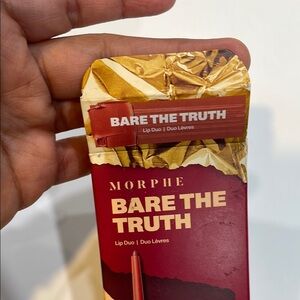 BARE THE TRUTH
Lip Duo | Duo Lèvres
MORPHE
BARE THE
TRUTH
Lip Duo | Duo Lèvres